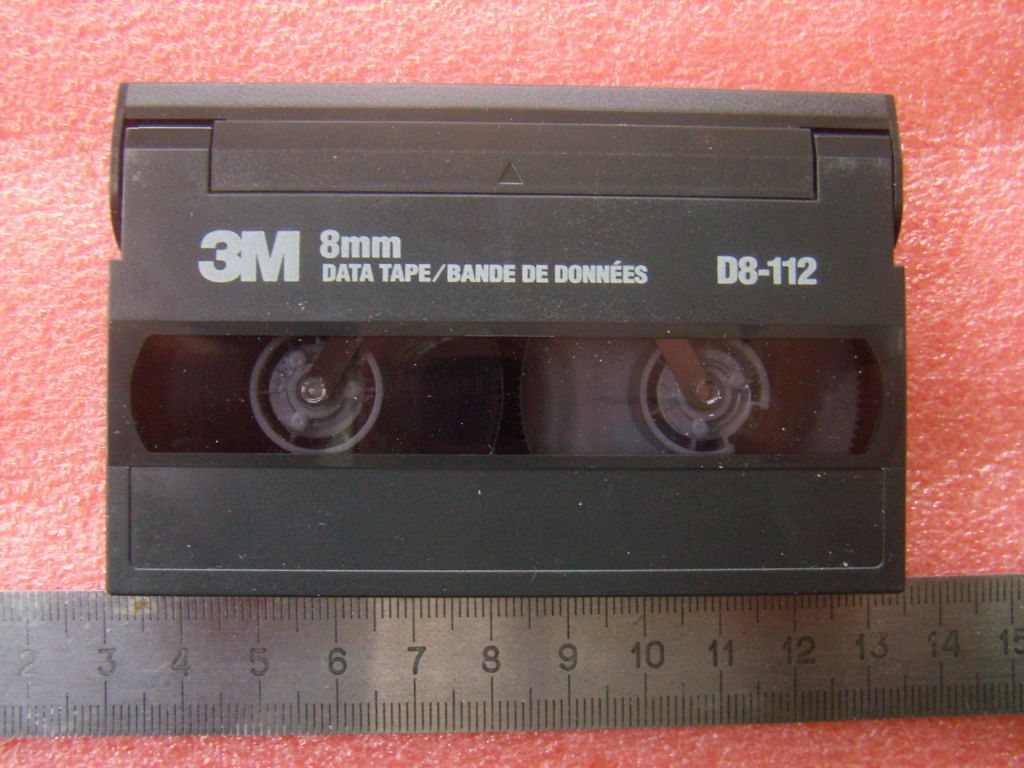 3M 8mm
DATA TAPE/BANDE DE DONNÉES D8-112
2 3 4 5 6 7 8 9 10 11 12 13 14 15